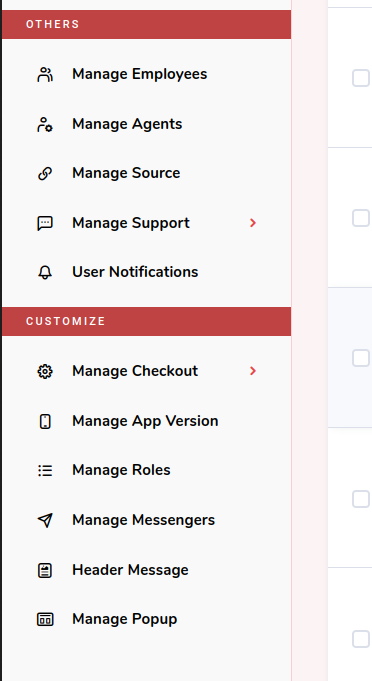 OTHERS
Manage Employees
Manage Agents
Manage Source
Manage Support
User Notifications
CUSTOMIZE
Manage Checkout
Manage App Version
Manage Roles
Manage Messengers
Header Message
Manage Popup